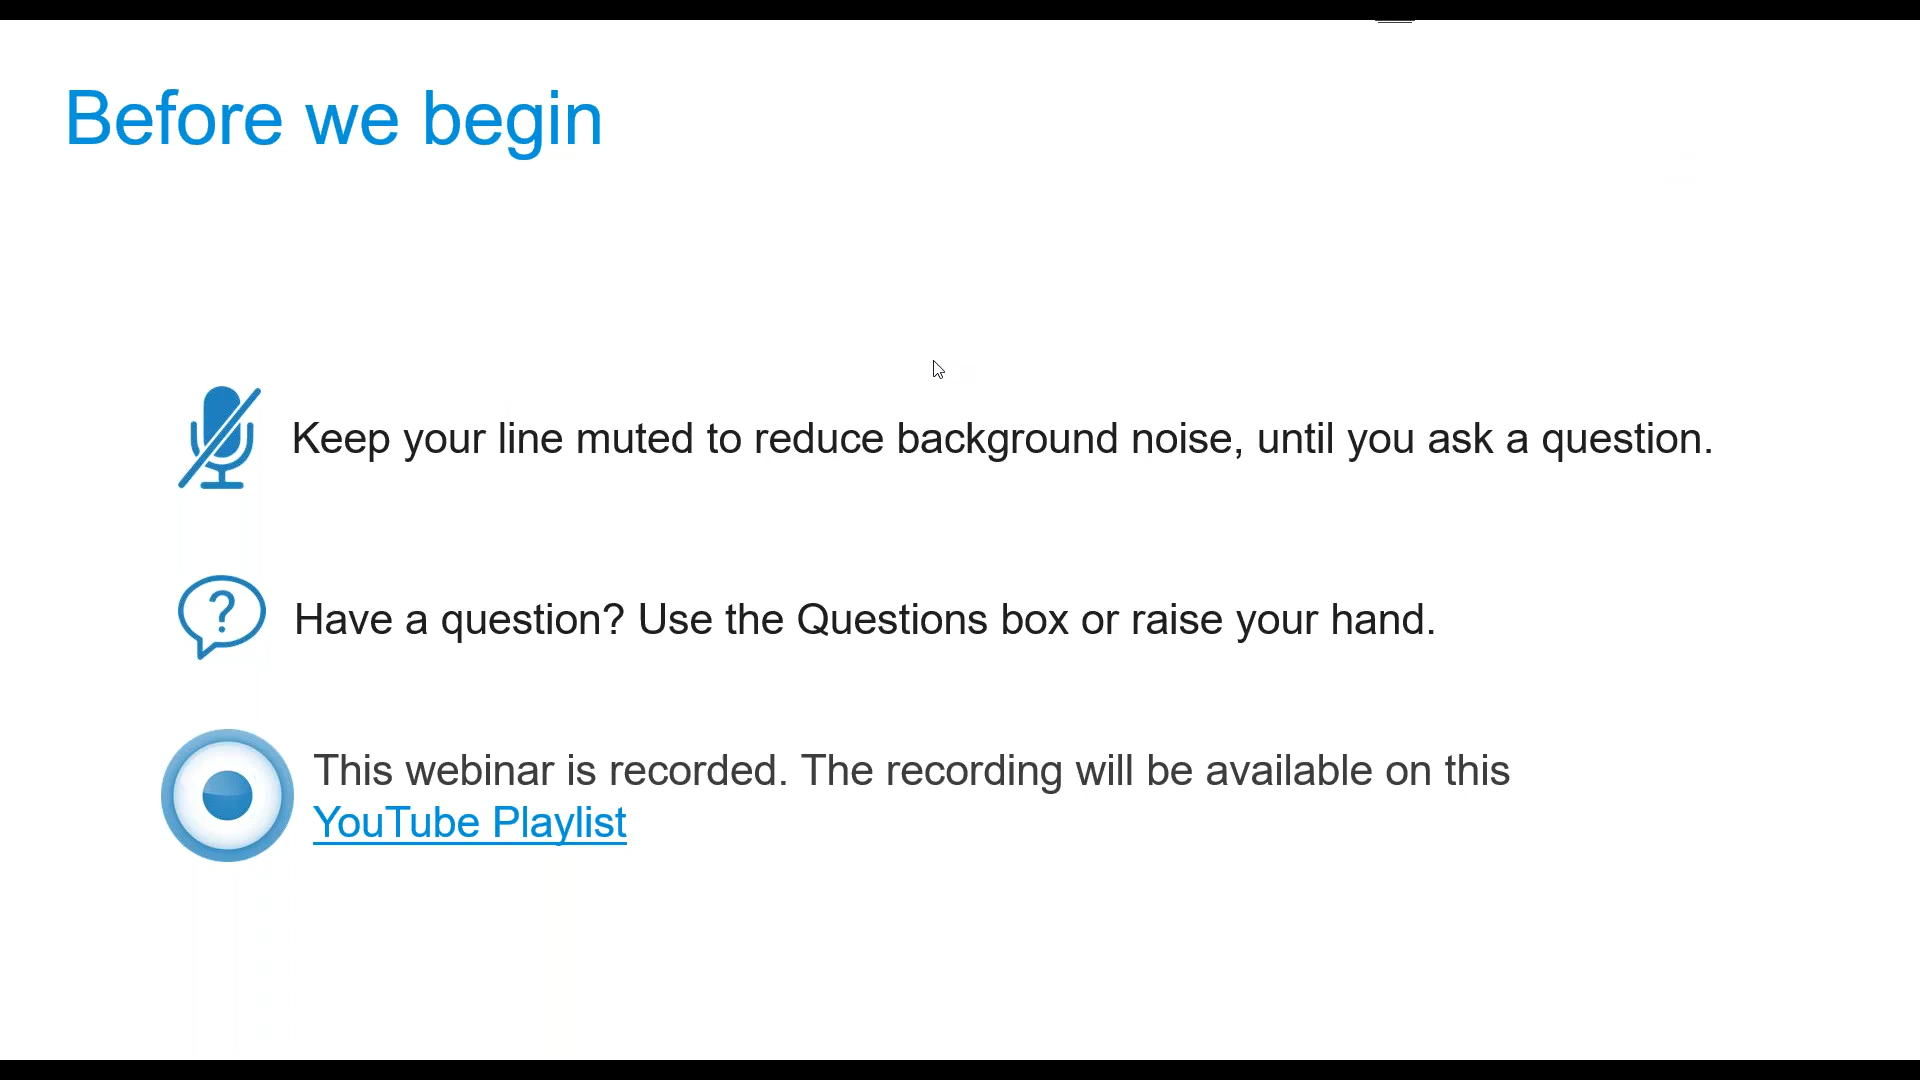 Before we begin
Keep your line muted to reduce background noise, until you ask a question.
?
Have a question? Use the Questions box or raise your hand.
This webinar is recorded. The recording will be available on this
YouTube Playlist